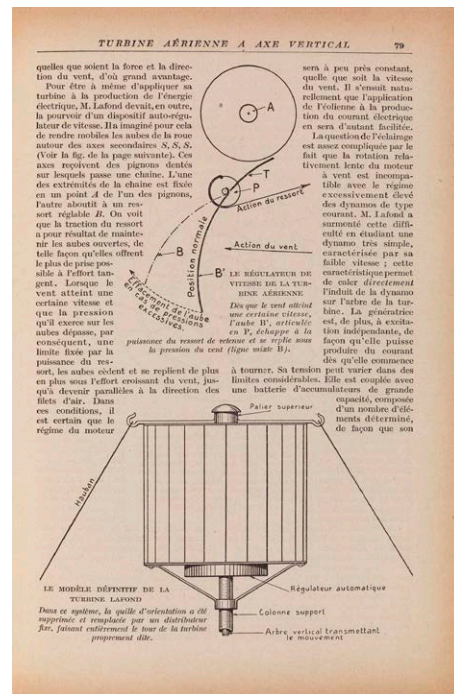 TURBINE AÉRIENNE A AXE VERTICAL 79
quelles que soient la force et la direc-
tion du vent, d'où grand avantage.
Pour être à même d'appliquer sa
turbine à la production de l'énergie
électrique, M. Lafond devait, en outre,
la pourvoir d'un dispositif auto-régu-
lateur de vitesse. Il a imaginé pour cela
de rendre mobiles les aubes de la roue
autour des axes secondaires S, S, S.
(Voir la fig. de la page suivante). Ces
axes reçoivent des pignons dentés
sur lesquels passe une chaîne. L'une
des extrémités de la chaîne est fixée
en un point A de l'un des pignons,
l'autre aboutit à un res-
sort réglable B. On voit
que la traction du ressort
a pour résultat de mainte-
nir les aubes ouvertes, de
telle façon qu'elles offrent
le plus de prise pos-
sible à l'effort tan-
gent. Lorsque le
vent atteint une
certaine vitesse et
que la pression
qu'il exerce sur les
aubes dépasse, par
conséquent, une
limite fixée par la
puissance du res-
sort, les aubes cèdent et se replient de plus
en plus sous l'effort croissant du vent, jus-
qu'à devenir parallèles à la direction des
filets d'air. Dans
ces conditions, il
est certain que le
régime du moteur
A
T
P
Action du ressort
Action du vent
B
B'
Position normale
Effacement de l'aube
en cas de pressions
excessives.
LE RÉGULATEUR DE
VITESSE DE LA TUR-
BINE AÉRIENNE
Dès que le vent atteint
une certaine vitesse,
l'aube B', articulée
en P, échappe à la
puissance du ressort de retenue et se replie sous
la pression du vent (ligne mixte B).
sera à peu près constant,
quelle que soit la vitesse
du vent. Il s'ensuit natu-
rellement que l'application
de l'éolienne à la produc-
tion du courant électrique
en sera d'autant facilitée.
La question de l'éclairage
est assez compliquée par le
fait que la rotation rela-
tivement lente du moteur
à vent est incompa-
tible avec le régime
excessivement élevé
des dynamos de type
courant. M. Lafond a
surmonté cette diffi-
culté en étudiant une
dynamo très simple,
caractérisée par sa
faible vitesse ; cette
caractéristique permet
de caler directement
l'induit de la dynamo
sur l'arbre de la tur-
bine. La génératrice
est, de plus, à excita-
tion indépendante, de
façon qu'elle puisse
produire du courant
dès qu'elle commence
à tourner. Sa tension peut varier dans des
limites considérables. Elle est couplée avec
une batterie d'accumulateurs de grande
capacité, composée
d'un nombre d'élé-
ments déterminé,
de façon que son
Palier supérieur
Hauban
Régulateur automatique
Colonne support
Arbre vertical transmettant
le mouvement
LE MODÈLE DÉFINITIF DE LA
TURBINE LAFOND
Dans ce système, la quille d'orientation a été
supprimée et remplacée par un distributeur
fixe, faisant entièrement le tour de la turbine
proprement dite.